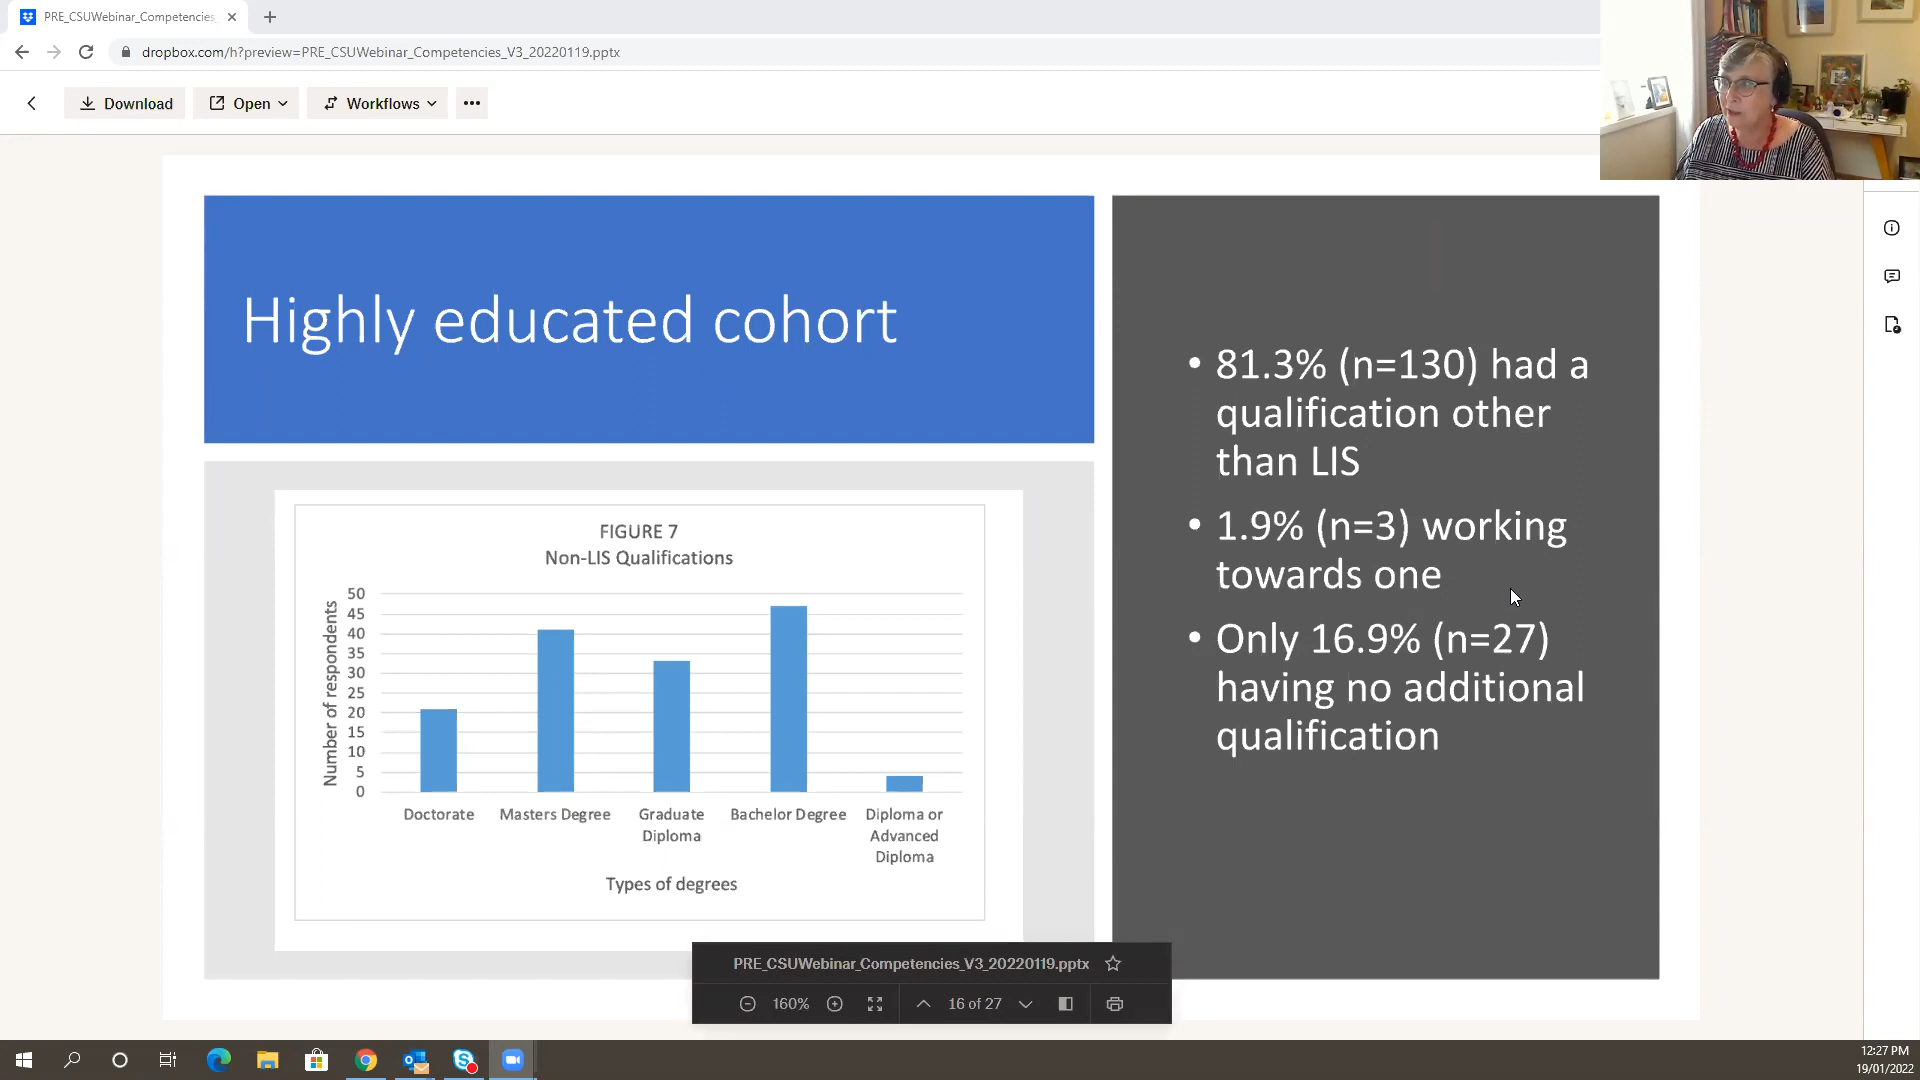 PRE_CSUWebinar_Competencies
dropbox.com/h?preview=PRE_CSUWebinar_Competencies_V3_20220119.pptx
Download
Open
Workflows
Highly educated cohort
FIGURE 7
Non-LIS Qualifications
Number of respondents
50
45
40
35
30
25
20
15
10
5
0
Doctorate
Masters Degree
Graduate
Diploma
Bachelor Degree
Diploma or
Advanced
Diploma
Types of degrees
• 81.3% (n=130) had a
qualification other
than LIS
• 1.9% (n=3) working
towards one
• Only 16.9% (n=27)
having no additional
qualification
PRE_CSUWebinar_Competencies_V3_20220119.pptx
160%
16 of 27
12:27 PM
19/01/2022